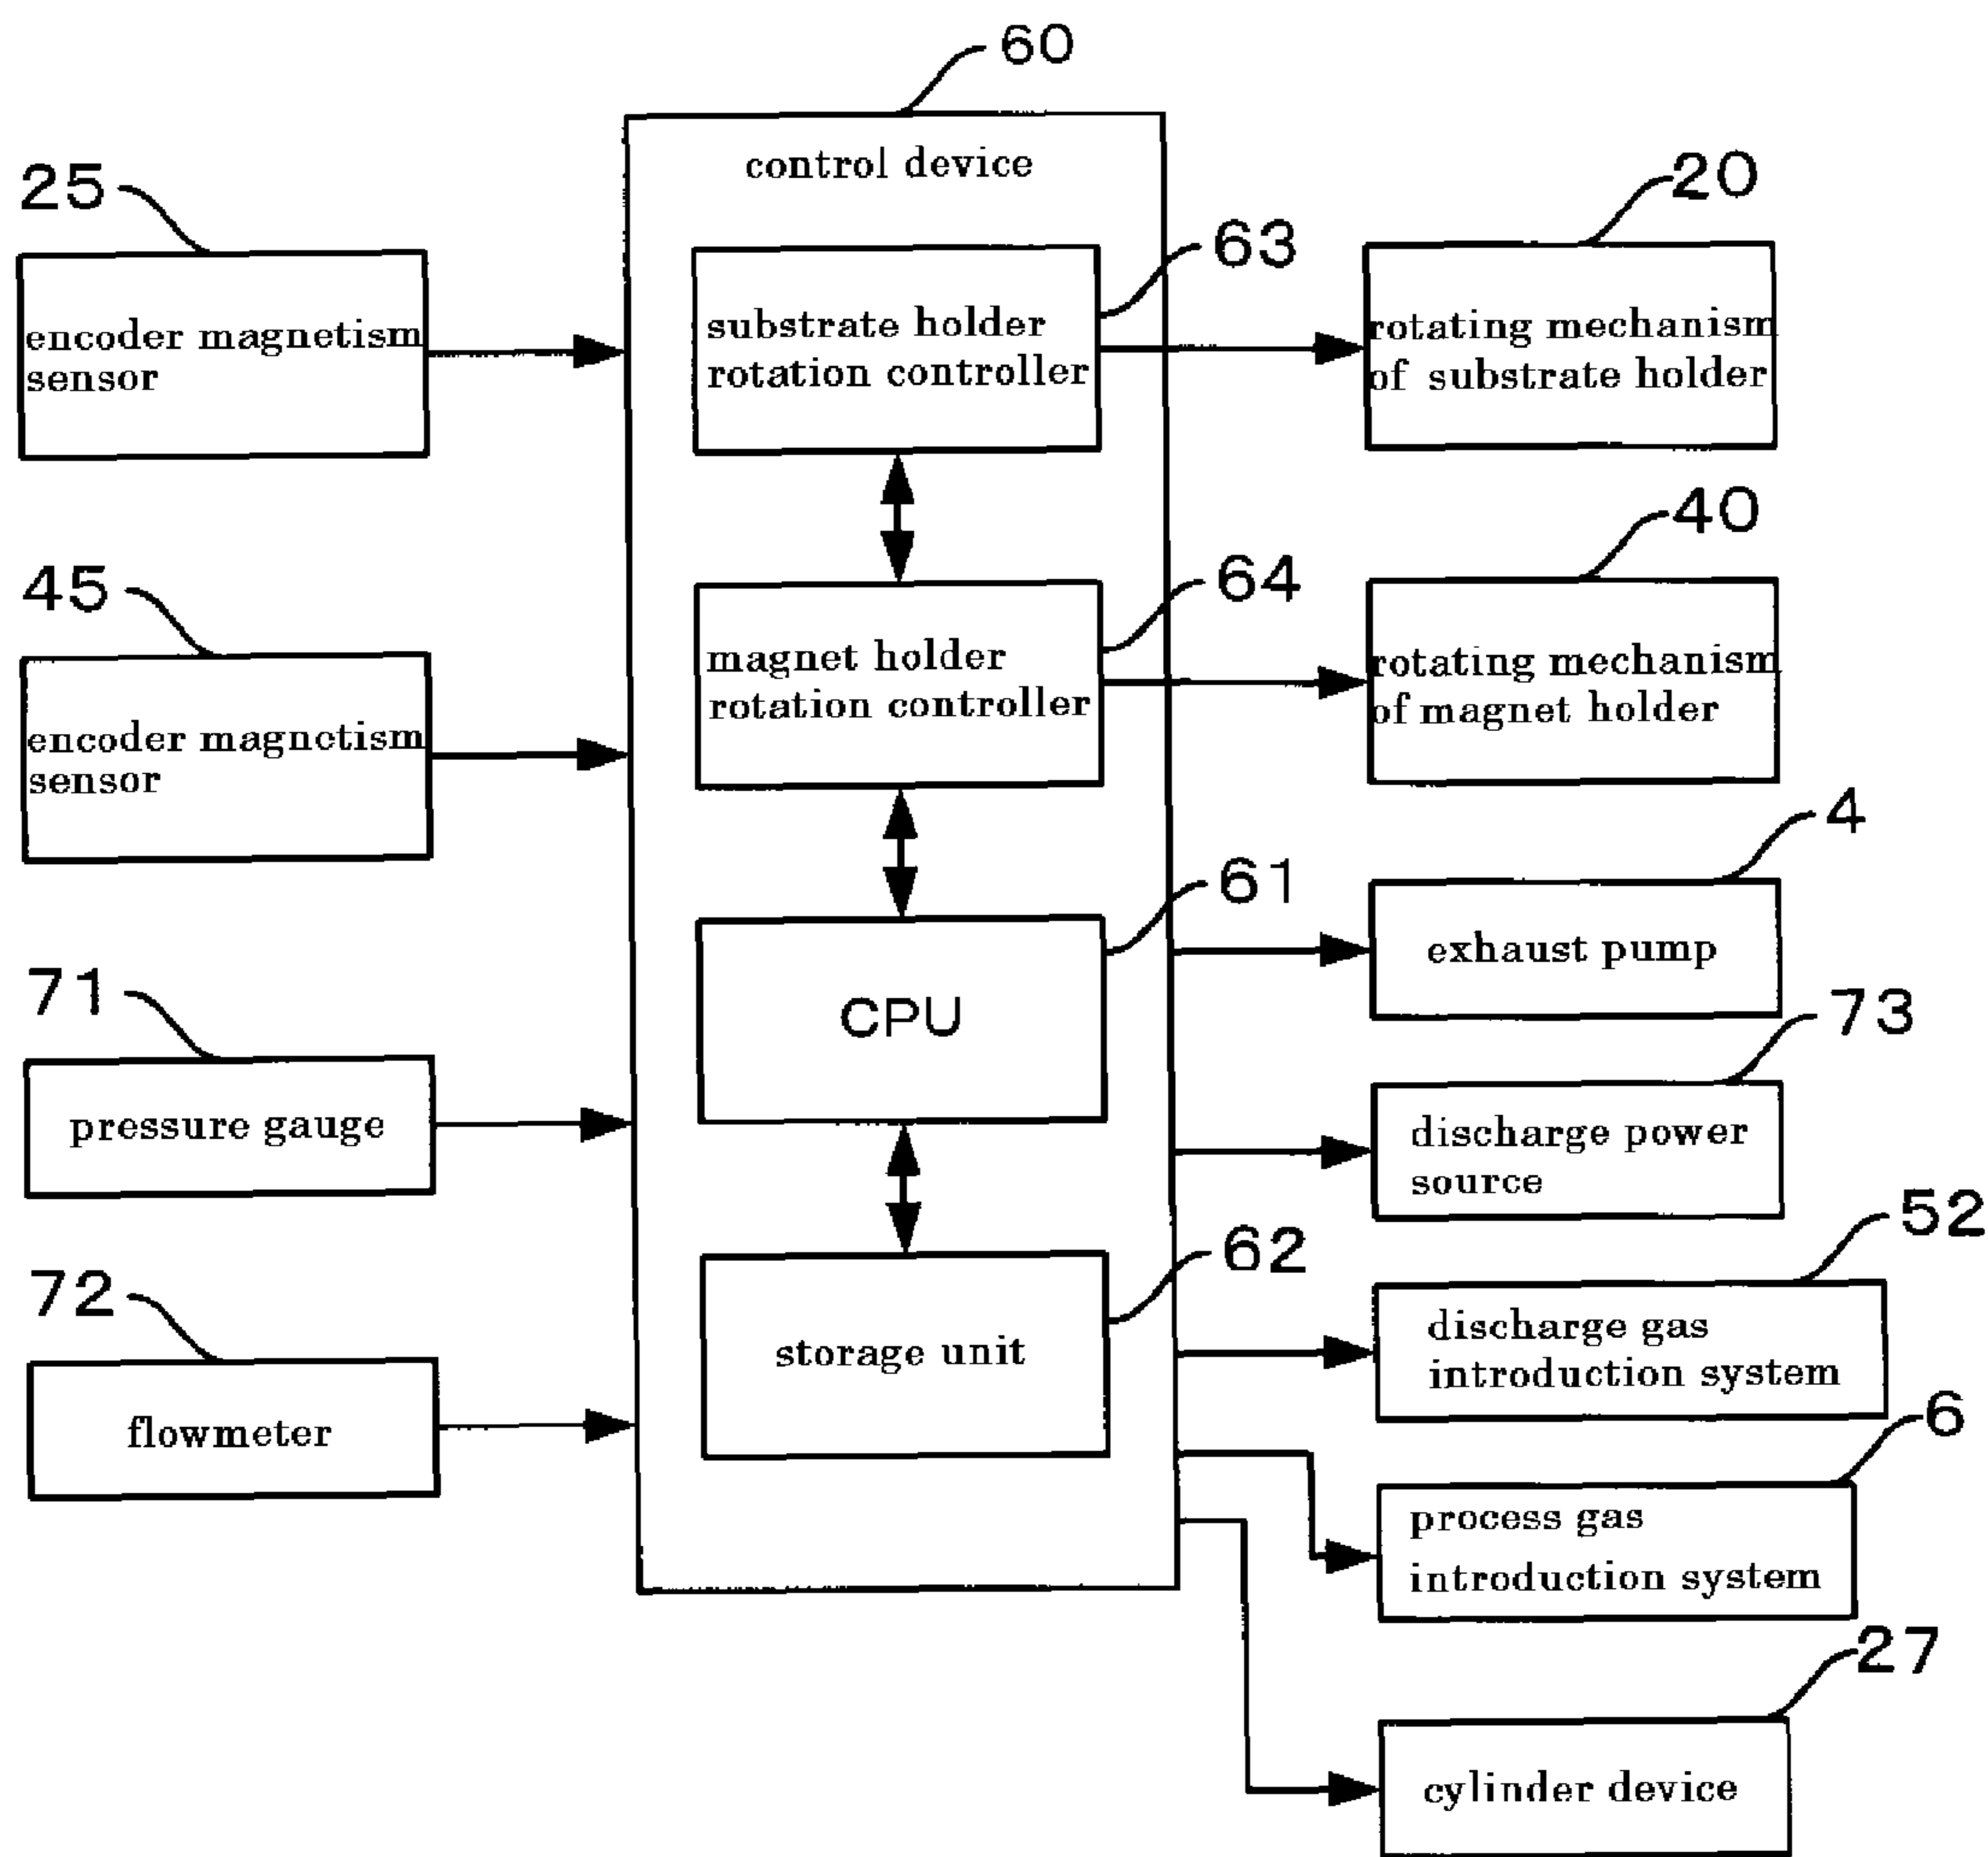 60
control device
25
encoder magnetism
sensor
63
substrate holder
rotation controller
20
rotating mechanism
of substrate holder
45
encoder magnetism
sensor
64
magnet holder
rotation controller
40
rotating mechanism
of magnet holder
4
exhaust pump
61
CPU
71
pressure gauge
73
discharge power
source
62
storage unit
52
discharge gas
introduction system
72
flowmeter
6
process gas
introduction system
27
cylinder device